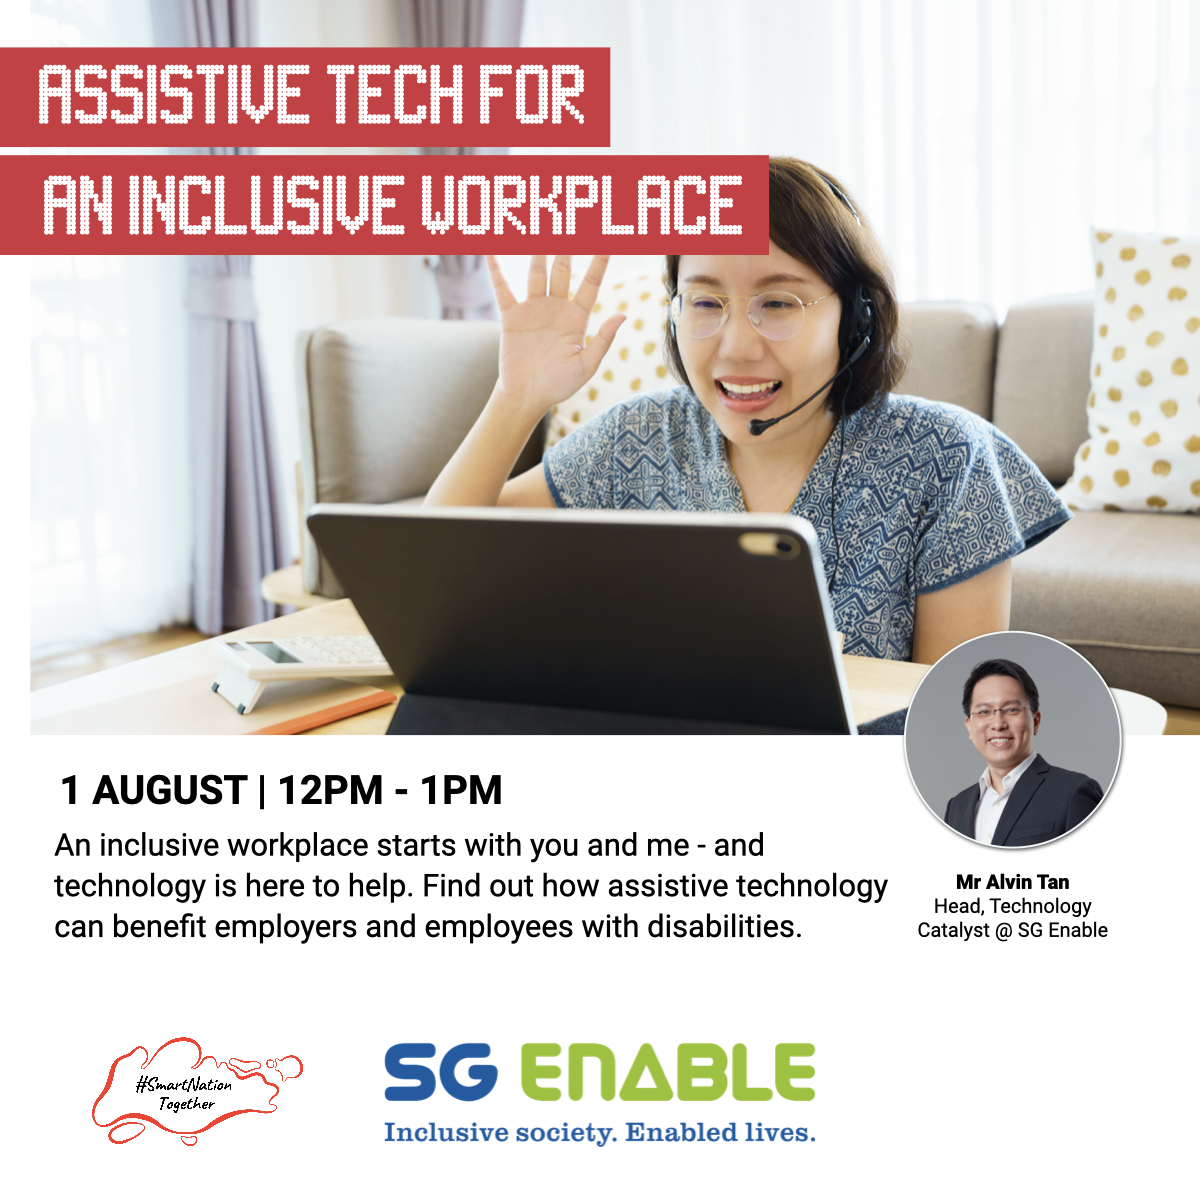 ASSISTIVE TECH FOR
AN INCLUSIVE WORKPLACE
1 AUGUST | 12PM - 1PM
An inclusive workplace starts with you and me - and
technology is here to help. Find out how assistive technology
can benefit employers and employees with disabilities.
Mr Alvin Tan
Head, Technology
Catalyst @ SG Enable
#SmartNation
Together
SG ENABLE
Inclusive society. Enabled lives.